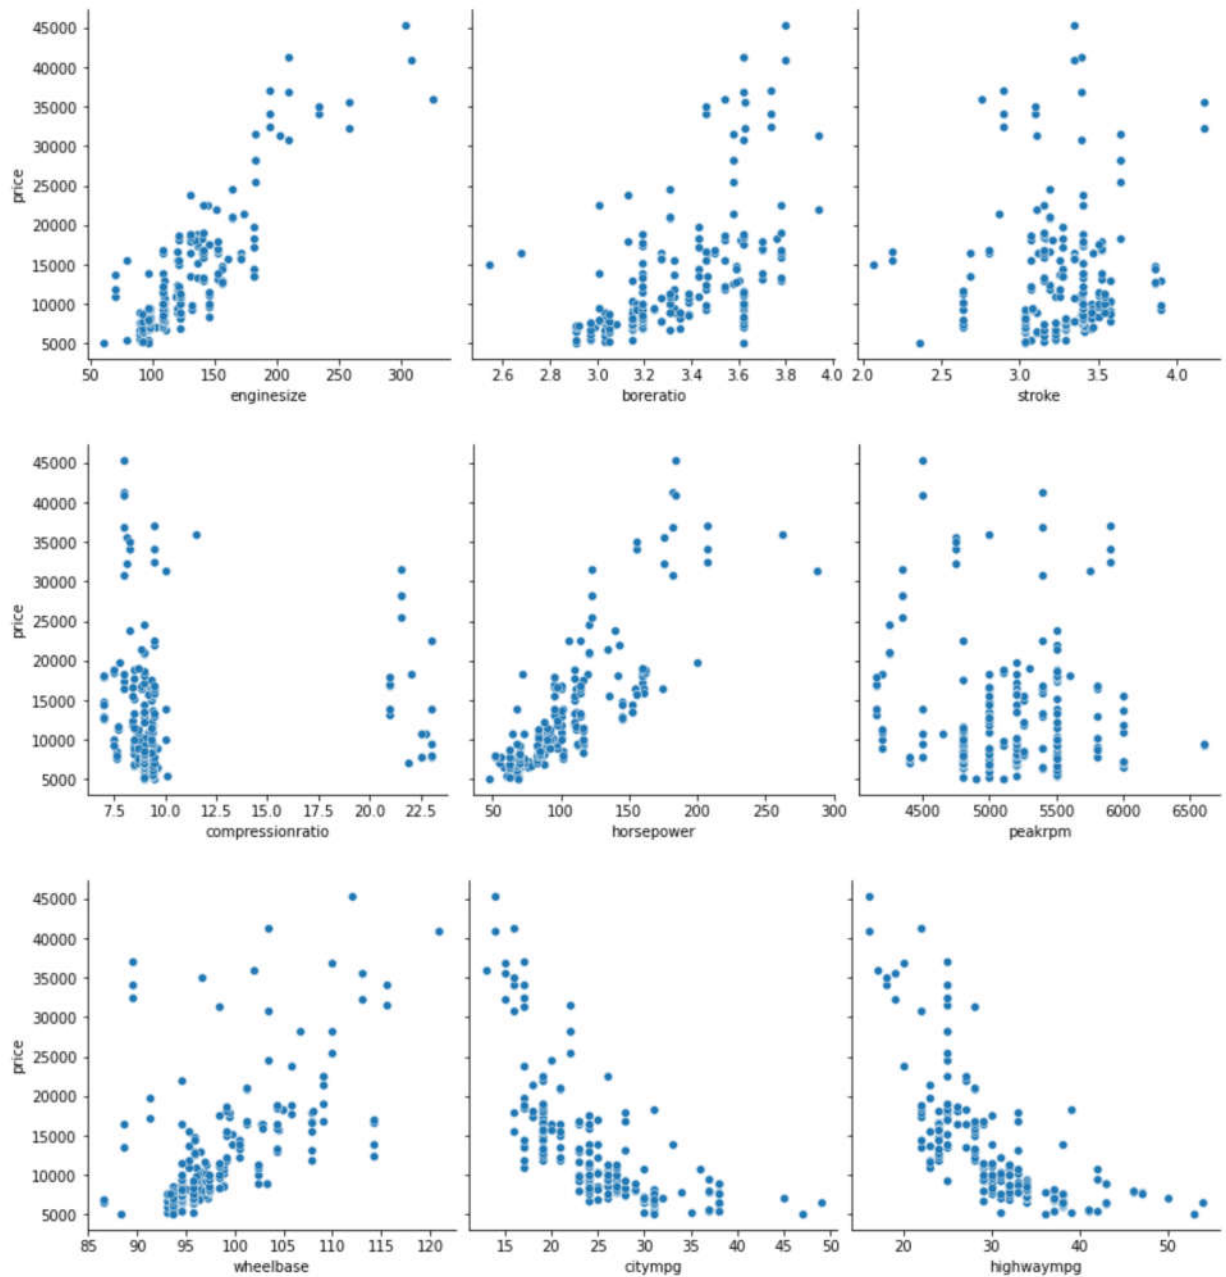 45000
40000
35000
30000
25000
20000
15000
10000
5000
price
50 100 150 200 250 300
enginesize
2.6 2.8 3.0 3.2 3.4 3.6 3.8 4.0
boreratio
2.0 2.5 3.0 3.5 4.0
stroke
45000
40000
35000
30000
25000
20000
15000
10000
5000
price
7.5 10.0 12.5 15.0 17.5 20.0 22.5
compressionratio
50 100 150 200 250 300
horsepower
4500 5000 5500 6000 6500
peakrpm
45000
40000
35000
30000
25000
20000
15000
10000
5000
price
85 90 95 100 105 110 115 120
wheelbase
15 20 25 30 35 40 45 50
citympg
20 30 40 50
highwaympg